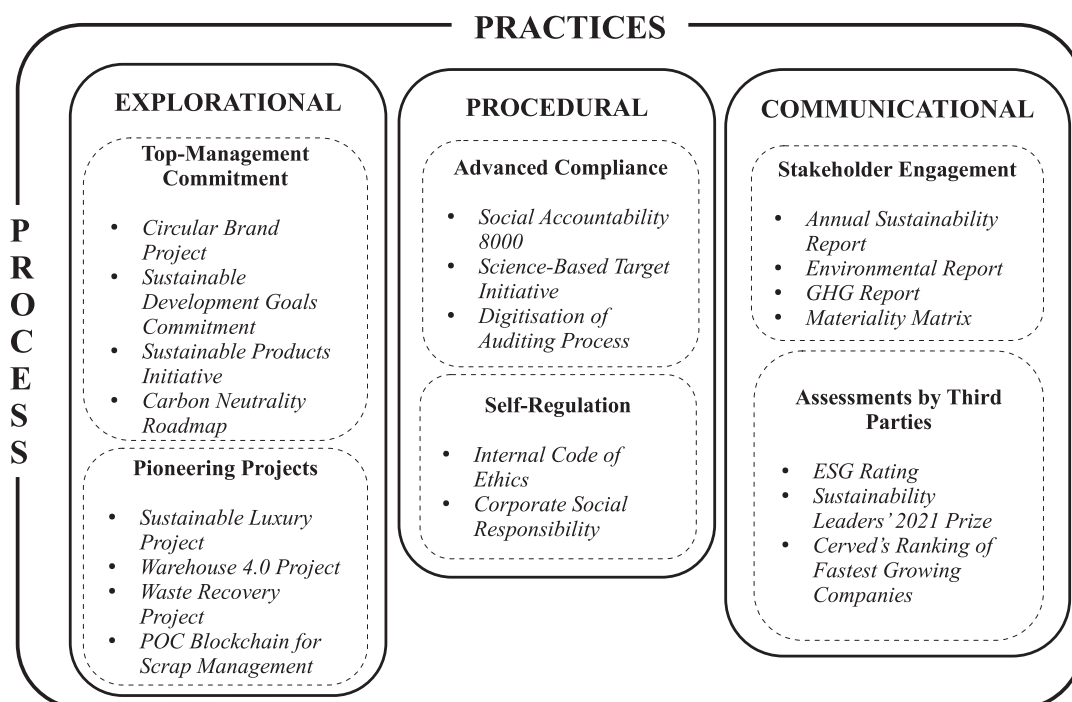 PRACTICES
PROCESS
EXPLORATIONAL
Top-Management
Commitment
• Circular Brand
Project
• Sustainable
Development Goals
Commitment
• Sustainable Products
Initiative
• Carbon Neutrality
Roadmap
Pioneering Projects
• Sustainable Luxury
Project
• Warehouse 4.0 Project
• Waste Recovery
Project
• POC Blockchain for
Scrap Management
PROCEDURAL
Advanced Compliance
• Social Accountability
8000
• Science-Based Target
Initiative
• Digitisation of
Auditing Process
Self-Regulation
• Internal Code of
Ethics
• Corporate Social
Responsibility
COMMUNICATIONAL
Stakeholder Engagement
• Annual Sustainability
Report
• Environmental Report
• GHG Report
• Materiality Matrix
Assessments by Third
Parties
• ESG Rating
• Sustainability
Leaders’ 2021 Prize
• Cerved’s Ranking of
Fastest Growing
Companies